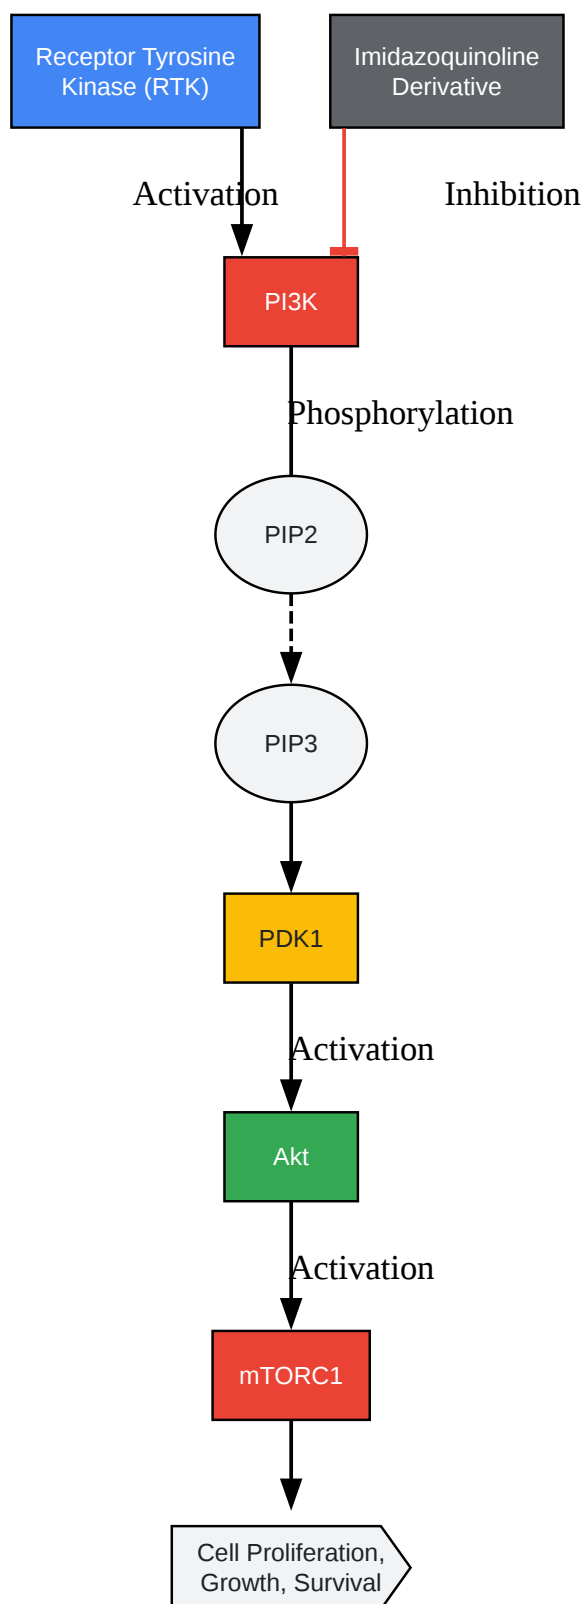 Receptor Tyrosine
Kinase (RTK)
Imidazoquinoline
Derivative
Activation
Inhibition
PI3K
Phosphorylation
PIP2
PIP3
PDK1
Activation
Akt
Activation
mTORC1
Cell Proliferation,
Growth, Survival